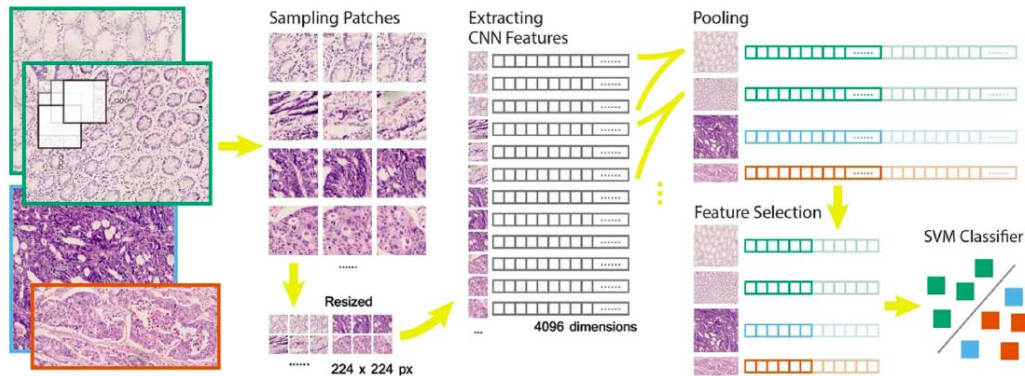 Sampling Patches
......
Resized
......
224 x 224 px
Extracting
CNN Features
......
......
......
......
......
......
......
......
......
......
......
......
...
4096 dimensions
Pooling
......
......
......
......
......
......
......
......
Feature Selection
SVM Classifier